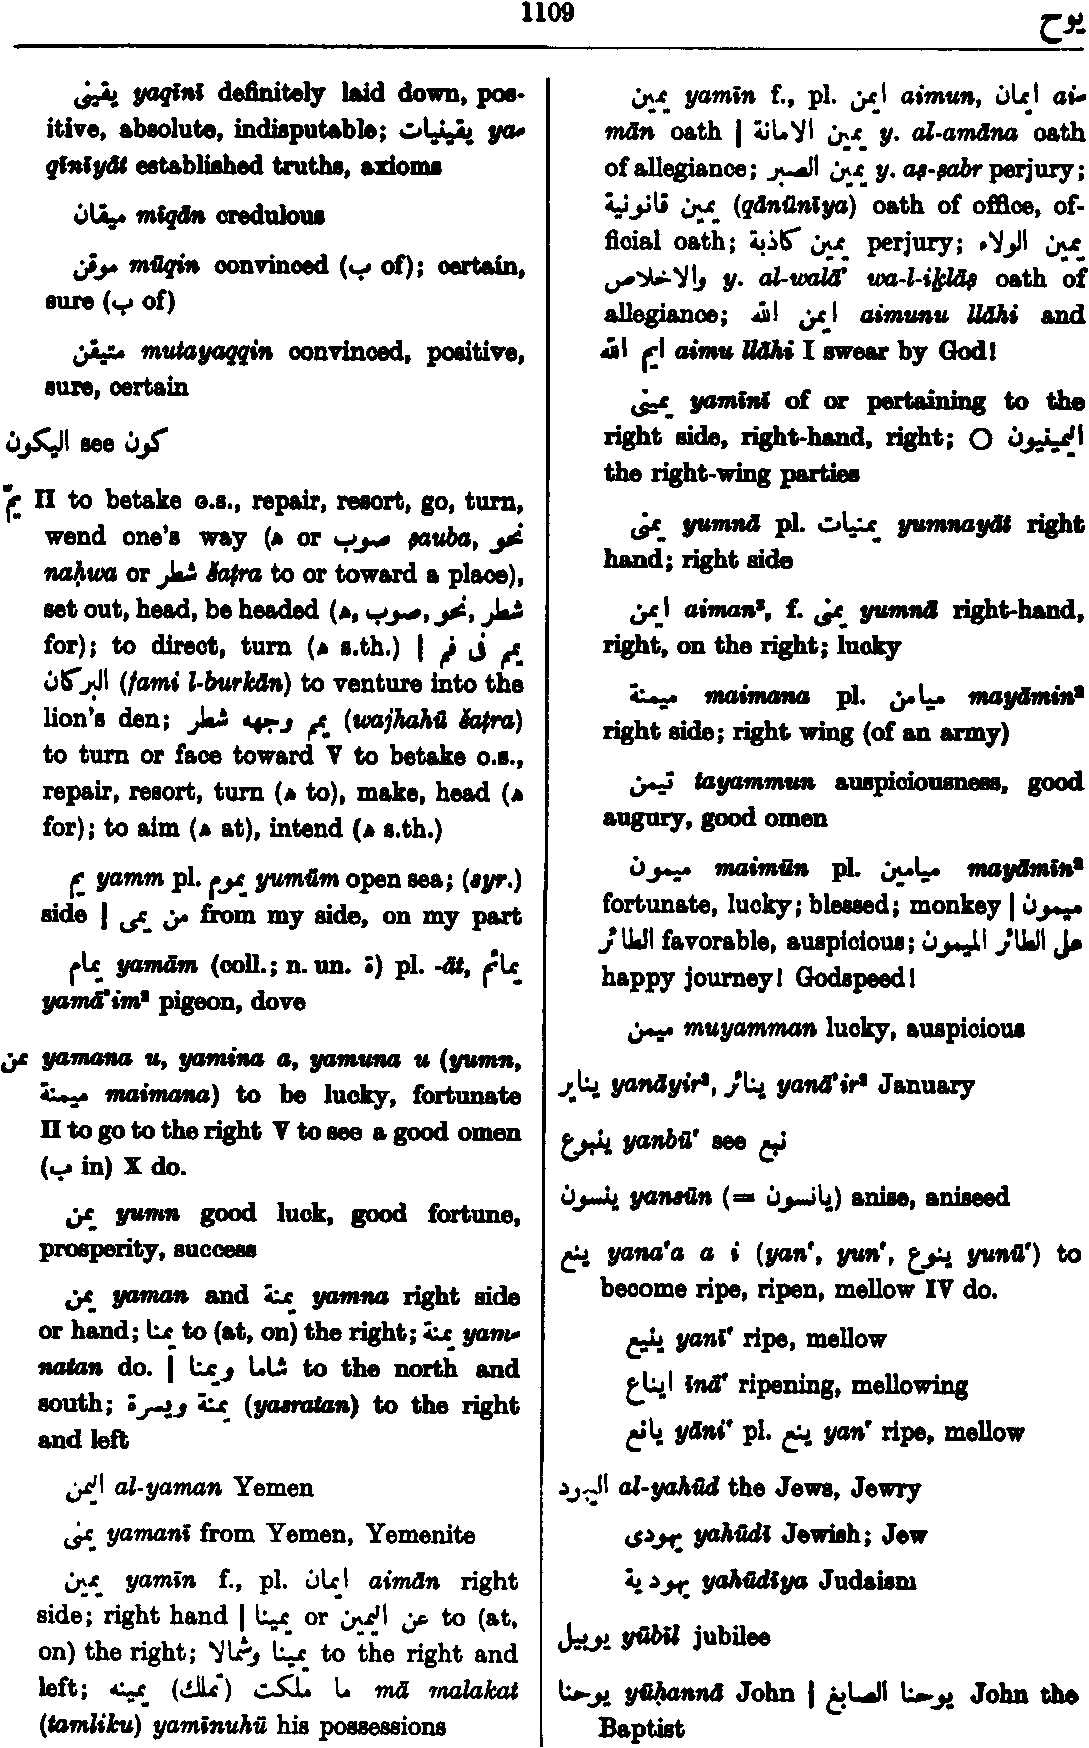 1109
يوح
يقينى yaqīnī definitely laid down, pos-
itive, absolute, indisputable; يقينيات ya-
qīnīyāt established truths, axioms
ميقان mīqān credulous
موقن mūqin convinced (ب of); certain,
sure (ب of)
متيقن mutayaqqin convinced, positive,
sure, certain
اليكون see كون
يمّ II to betake o.s., repair, resort, go, turn,
wend one's way (ه or صوب ṣauba, نحو
naḥwa or شطر šaṭra to or toward a place),
set out, head, be headed (ه, صوب, نحو, شطر
for); to direct, turn (ه s.th.) | يمم فى فم
البركان (fami l-burkān) to venture into the
lion's den; يمم وجهه شطر (wajhahū šaṭra)
to turn or face toward V to betake o.s.,
repair, resort, turn (ه to), make, head (ه
for); to aim (ه at), intend (ه s.th.)
يم yamm pl. يموم yumūm open sea; (syr.)
side | من يمى from my side, on my part
يمام yamām (coll.; n. un. ة) pl. -āt, يمائم
yamā'im² pigeon, dove
يمن yamana u, yamina a, yamuna u (yumn,
ميمنة maimana) to be lucky, fortunate
II to go to the right V to see a good omen
(ب in) X do.
يمن yumn good luck, good fortune,
prosperity, success
يمن yaman and يمنة yamna right side
or hand; يمنا to (at, on) the right; يمنة yam-
natan do. | شاما ويمنا to the north and
south; يمنة ويسرة (yasratan) to the right
and left
اليمن al-yaman Yemen
يمنى yamanī from Yemen, Yemenite
يمين yamīn f., pl. ايمان aimān right
side; right hand | يمينا or عن اليمين to (at,
on) the right; يمينا وشمالا to the right and
left; ما ملكت (تملك) يمينه mā malakat
(tamliku) yamīnuhū his possessions
يمين yamīn f., pl. ايمن aimun, ايمان ai-
mān oath | يمين الامانة y. al-amāna oath
of allegiance; يمين الصبر y. aṣ-ṣabr perjury;
يمين قانونية (qānūnīya) oath of office, of-
ficial oath; يمين كاذبة perjury; يمين الولاء
والاخلاص y. al-walā' wa-l-iḵlāṣ oath of
allegiance; ايمن الله aimunu llāhi and
ايم الله aimu llāhi I swear by God!
يمينى yamīnī of or pertaining to the
right side, right-hand, right; ○ اليمينيون
the right-wing parties
يمنى yumnā pl. يمنيات yumnayāt right
hand; right side
ايمن aiman², f. يمنى yumnā right-hand,
right, on the right; lucky
ميمنة maimana pl. ميامن mayāmin²
right side; right wing (of an army)
تيمن tayammun auspiciousness, good
augury, good omen
ميمون maimūn pl. ميامين mayāmīn²
fortunate, lucky; blessed; monkey | ميمون
الطائر favorable, auspicious; على الطائر الميمون
happy journey! Godspeed!
ميمن muyamman lucky, auspicious
يناير yanāyir², ينائر yanā'ir² January
ينبوع yanbū‘ see نبع
ينسون yansūn (= يانسون) anise, aniseed
ينع yana‘a a i (yan‘, yun‘, ينوع yunū‘) to
become ripe, ripen, mellow IV do.
ينيع yanī‘ ripe, mellow
ايناع īnā‘ ripening, mellowing
يانع yāni‘ pl. ينع yan‘ ripe, mellow
اليهود al-yahūd the Jews, Jewry
يهودى yahūdī Jewish; Jew
يهودية yahūdīya Judaism
يوبيل yūbīl jubilee
يوحنا yūḥannā John | يوحنا الصابغ John the
Baptist